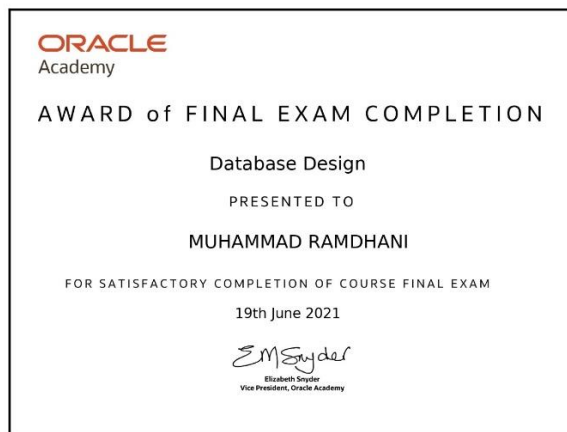 ORACLE
Academy
AWARD of FINAL EXAM COMPLETION
Database Design
PRESENTED TO
MUHAMMAD RAMDHANI
FOR SATISFACTORY COMPLETION OF COURSE FINAL EXAM
19th June 2021
EMSnyder
Elizabeth Snyder
Vice President, Oracle Academy